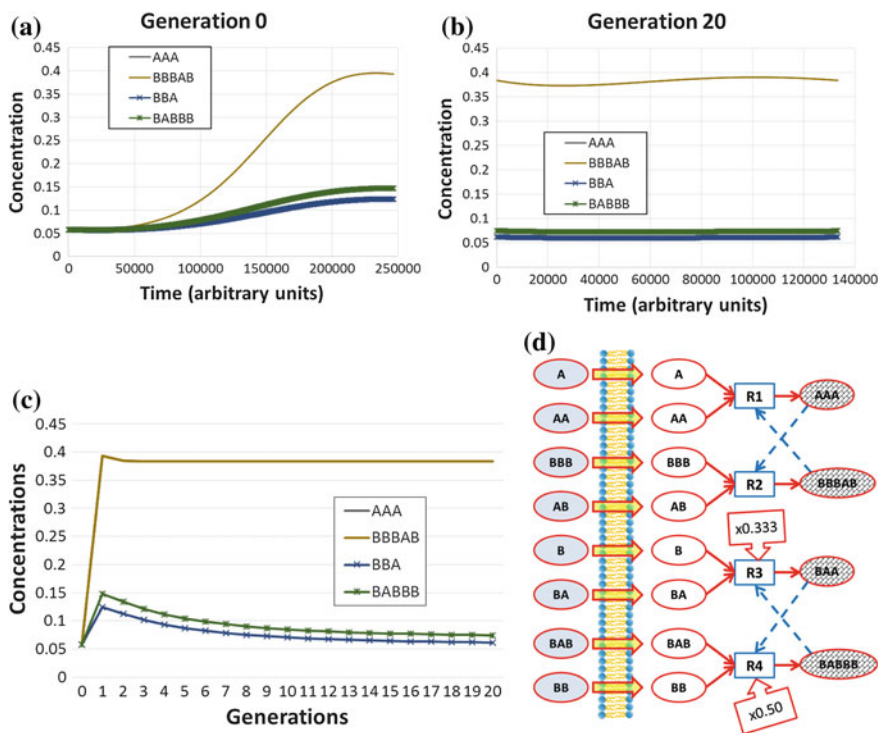 (a)
Generation 0
0.45
0.4
0.35
0.3
0.25
0.2
0.15
0.1
0.05
0
Concentration
AAA
BBBAB
BBA
BABBB
0 50000 100000 150000 200000 250000
Time (arbitrary units)
(b)
Generation 20
0.45
0.4
0.35
0.3
0.25
0.2
0.15
0.1
0.05
0
Concentration
AAA
BBBAB
BBA
BABBB
0 20000 40000 60000 80000 100000 120000 140000
Time (arbitrary units)
(c)
0.45
0.4
0.35
0.3
0.25
0.2
0.15
0.1
0.05
0
Concentrations
AAA
BBBAB
BBA
BABBB
0 1 2 3 4 5 6 7 8 9 10 11 12 13 14 15 16 17 18 19 20
Generations
(d)
A A R1 AAA
AA AA
BBB BBB R2 BBBAB
AB AB
x0.333
B B R3 BAA
BA BA
BAB BAB R4 BABBB
BB BB
x0.50